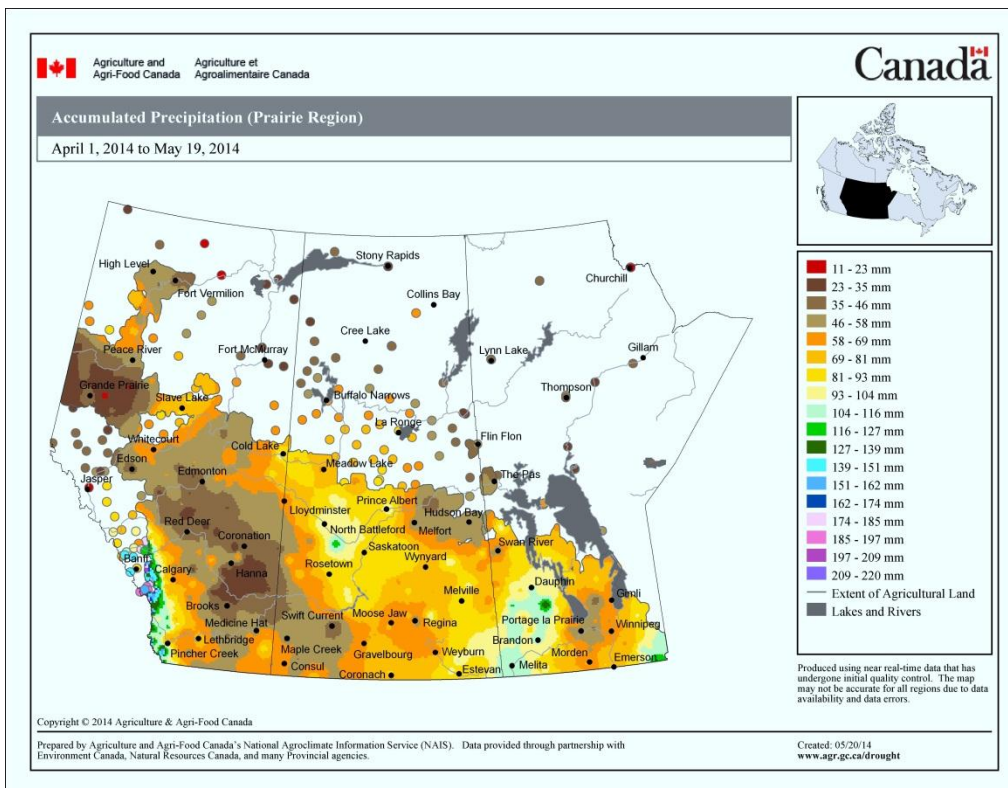 Agriculture and
Agri-Food Canada
Agriculture et
Agroalimentaire Canada
Canada
Accumulated Precipitation (Prairie Region)
April 1, 2014 to May 19, 2014
Stony Rapids
High Level
Fort Vermilion
Churchill
Collins Bay
Cree Lake
Peace River
Fort McMurray
Lynn Lake
Gillam
Grande Prairie
Slave Lake
Buffalo Narrows
Thompson
La Ronge
Whitecourt
Cold Lake
Flin Flon
Edson
Meadow Lake
Jasper
Edmonton
The Pas
Lloydminster
Prince Albert
Hudson Bay
Red Deer
North Battleford
Melfort
Coronation
Saskatoon
Swan River
Banff
Calgary
Hanna
Rosetown
Wynyard
Dauphin
Brooks
Melville
Gimli
Medicine Hat
Swift Current
Moose Jaw
Regina
Portage la Prairie
Winnipeg
Lethbridge
Brandon
Pincher Creek
Maple Creek
Gravelbourg
Weyburn
Morden
Consul
Coronach
Estevan
Melita
Emerson
11 - 23 mm
23 - 35 mm
35 - 46 mm
46 - 58 mm
58 - 69 mm
69 - 81 mm
81 - 93 mm
93 - 104 mm
104 - 116 mm
116 - 127 mm
127 - 139 mm
139 - 151 mm
151 - 162 mm
162 - 174 mm
174 - 185 mm
185 - 197 mm
197 - 209 mm
209 - 220 mm
Extent of Agricultural Land
Lakes and Rivers
Produced using near real-time data that has
undergone initial quality control. The map
may not be accurate for all regions due to data
availability and data errors.
Copyright © 2014 Agriculture & Agri-Food Canada
Prepared by Agriculture and Agri-Food Canada's National Agroclimate Information Service (NAIS). Data provided through partnership with
Environment Canada, Natural Resources Canada, and many Provincial agencies.
Created: 05/20/14
www.agr.gc.ca/drought